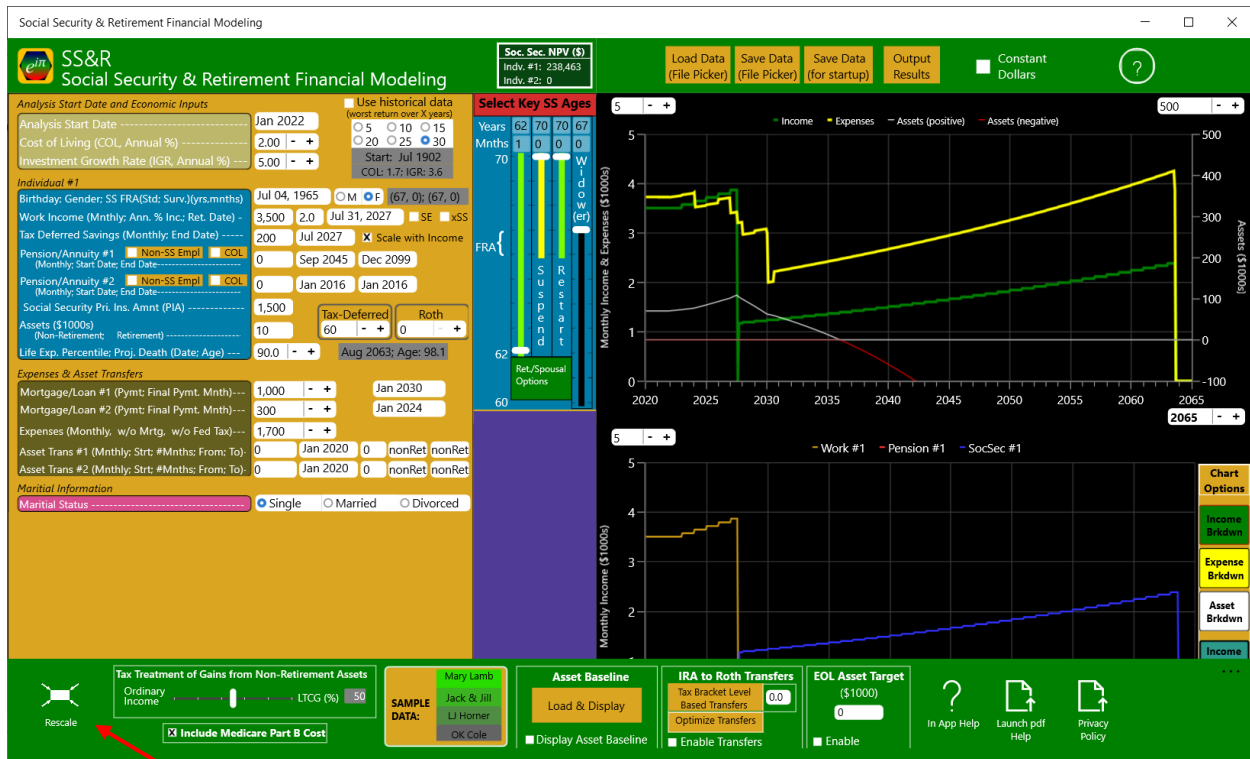 Social Security & Retirement Financial Modeling
eiπ
SS&R
Social Security & Retirement Financial Modeling
Soc. Sec. NPV ($)
Indv. #1: 238,463
Indv. #2: 0
Load Data
(File Picker)
Save Data
(File Picker)
Save Data
(for startup)
Output
Results
Constant
Dollars
?
Analysis Start Date and Economic Inputs
Use historical data
(worst return over X years)
Analysis Start Date -------------------------- Jan 2022
5 10 15
Cost of Living (COL, Annual %) ------------- 2.00 - +
20 25 30
Investment Growth Rate (IGR, Annual %) --- 5.00 - +
Start: Jul 1902
COL: 1.7; IGR: 3.6
Individual #1
Birthday; Gender; SS FRA(Std; Surv.)(yrs,mnths) Jul 04, 1965 M F (67, 0); (67, 0)
Work Income (Mnthly; Ann. % Inc.; Ret. Date) - 3,500 2.0 Jul 31, 2027 SE xSS
Tax Deferred Savings (Monthly; End Date) ----- 200 Jul 2027 X Scale with Income
Pension/Annuity #1 Non-SS Empl COL 0 Sep 2045 Dec 2099
(Monthly; Start Date; End Date------------------------
Pension/Annuity #2 Non-SS Empl COL 0 Jan 2016 Jan 2016
(Monthly; Start Date; End Date------------------------
Social Security Pri. Ins. Amnt (PIA) -------------- 1,500
Assets ($1000s) 10
(Non-Retirement; Retirement) --------------------
Tax-Deferred
60 - +
Roth
0 - +
Life Exp. Percentile; Proj. Death (Date; Age) --- 90.0 - + Aug 2063; Age: 98.1
Expenses & Asset Transfers
Mortgage/Loan #1 (Pymt; Final Pymt. Mnth)--- 1,000 - + Jan 2030
Mortgage/Loan #2 (Pymt; Final Pymt. Mnth)--- 300 - + Jan 2024
Expenses (Monthly, w/o Mrtg, w/o Fed Tax)--- 1,700 - +
Asset Trans #1 (Mnthly; Strt; #Mnths; From; To)- 0 Jan 2020 0 nonRet nonRet
Asset Trans #2 (Mnthly; Strt; #Mnths; From; To)- 0 Jan 2020 0 nonRet nonRet
Maritial Information
Maritial Status ------------------------------------ Single Married Divorced
Select Key SS Ages
Years 62 70 70 67
Mnths 1 0 0 0
70
FRA{
62
60
Suspend
Restart
Widow(er)
Ret./Spousal
Options
5 - +
500 - +
Income Expenses Assets (positive) Assets (negative)
Monthly Income & Expenses ($1000s)
5
4
3
2
1
0
500
400
300
200
100
0
-100
Assets ($1000s)
2020 2025 2030 2035 2040 2045 2050 2055 2060 2065
2065 - +
5 - +
Work #1 Pension #1 SocSec #1
Monthly Income ($1000s)
5
4
3
2
Chart
Options
Income
Brkdwn
Expense
Brkdwn
Asset
Brkdwn
Income
...
Rescale
Tax Treatment of Gains from Non-Retirement Assets
Ordinary
Income
LTCG (%) 50
X Include Medicare Part B Cost
SAMPLE
DATA:
Mary Lamb
Jack & Jill
LJ Horner
OK Cole
Asset Baseline
Load & Display
Display Asset Baseline
IRA to Roth Transfers
Tax Bracket Level
Based Transfers
0.0
Optimize Transfers
Enable Transfers
EOL Asset Target
($1000)
0
Enable
?
In App Help
Launch pdf
Help
Privacy
Policy